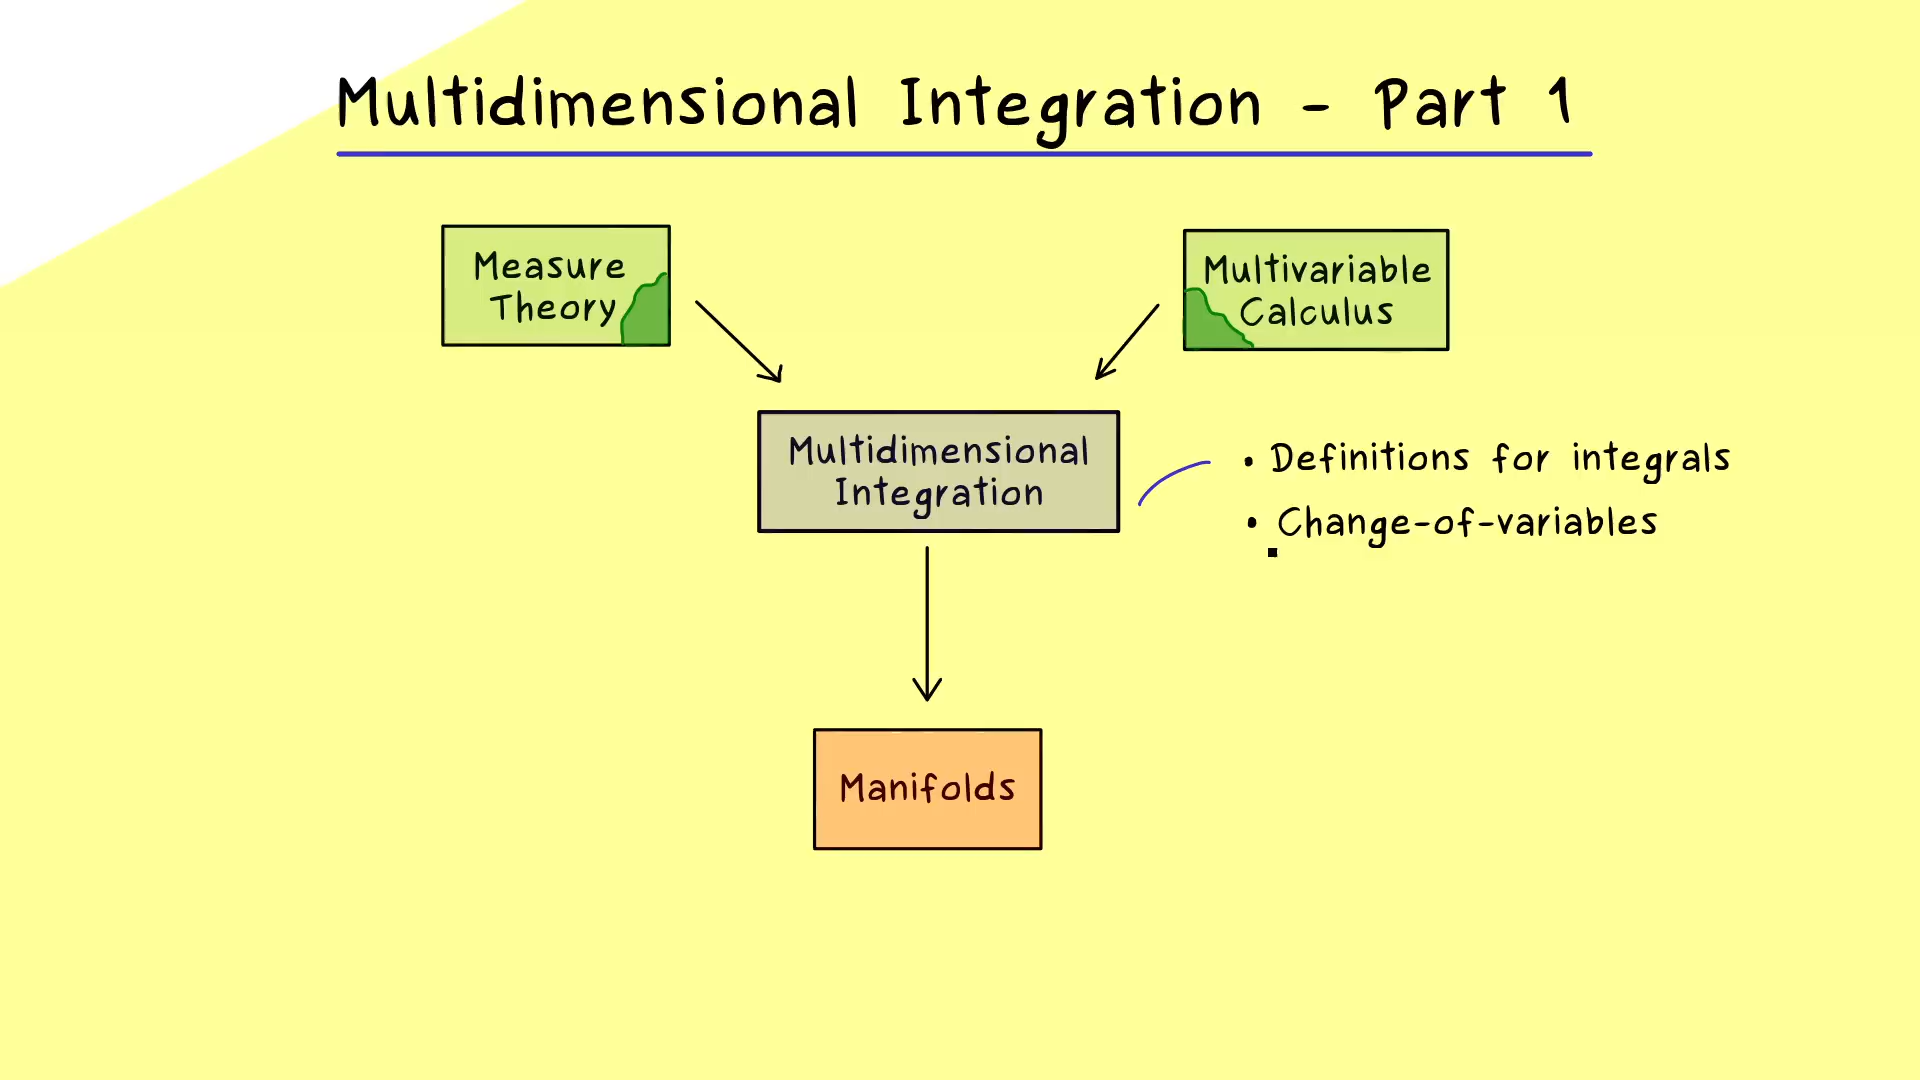 Multidimensional Integration - Part 1
Measure
Theory
Multivariable
Calculus
Multidimensional
Integration
• Definitions for integrals
• Change-of-variables
Manifolds